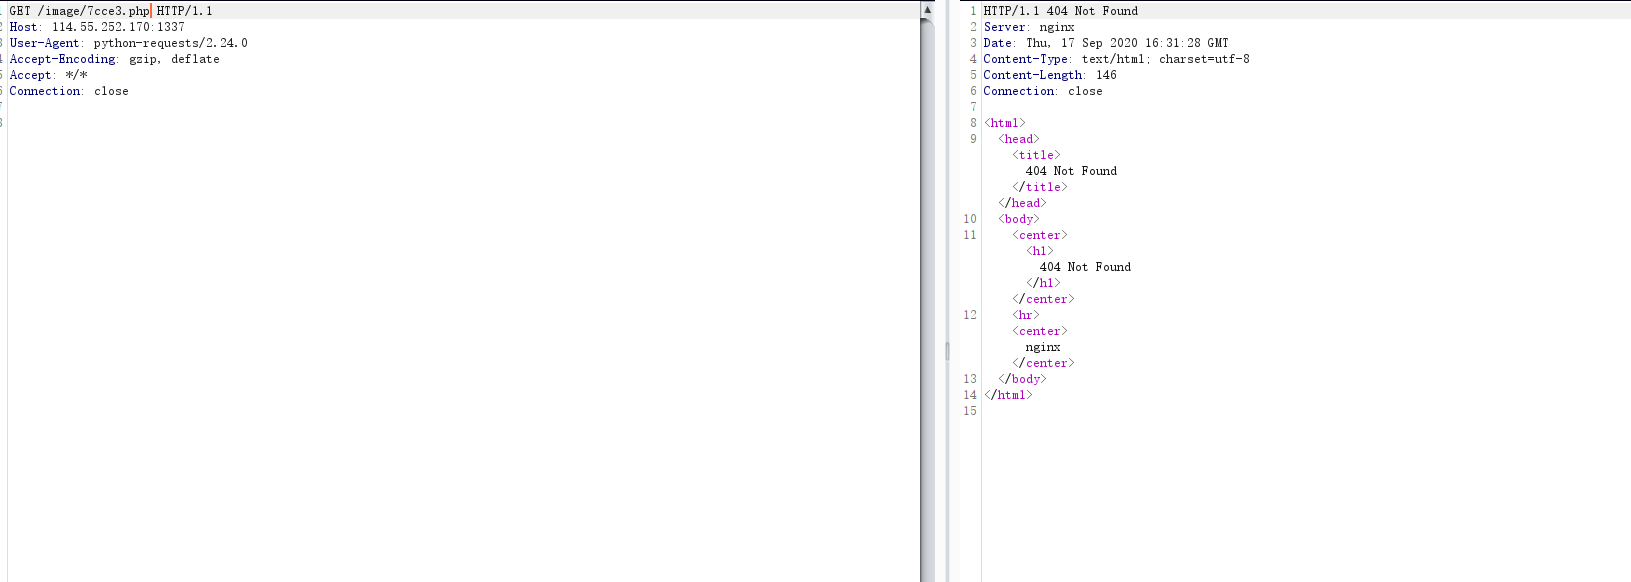 GET /image/7cce3.php HTTP/1.1
Host: 114.55.252.170:1337
User-Agent: python-requests/2.24.0
Accept-Encoding: gzip, deflate
Accept: */*
Connection: close
1 HTTP/1.1 404 Not Found
2 Server: nginx
3 Date: Thu, 17 Sep 2020 16:31:28 GMT
4 Content-Type: text/html; charset=utf-8
5 Content-Length: 146
6 Connection: close
7
8 <html>
9 <head>
<title>
404 Not Found
</title>
</head>
10 <body>
11 <center>
<h1>
404 Not Found
</h1>
</center>
12 <hr>
<center>
nginx
</center>
13 </body>
14 </html>
15